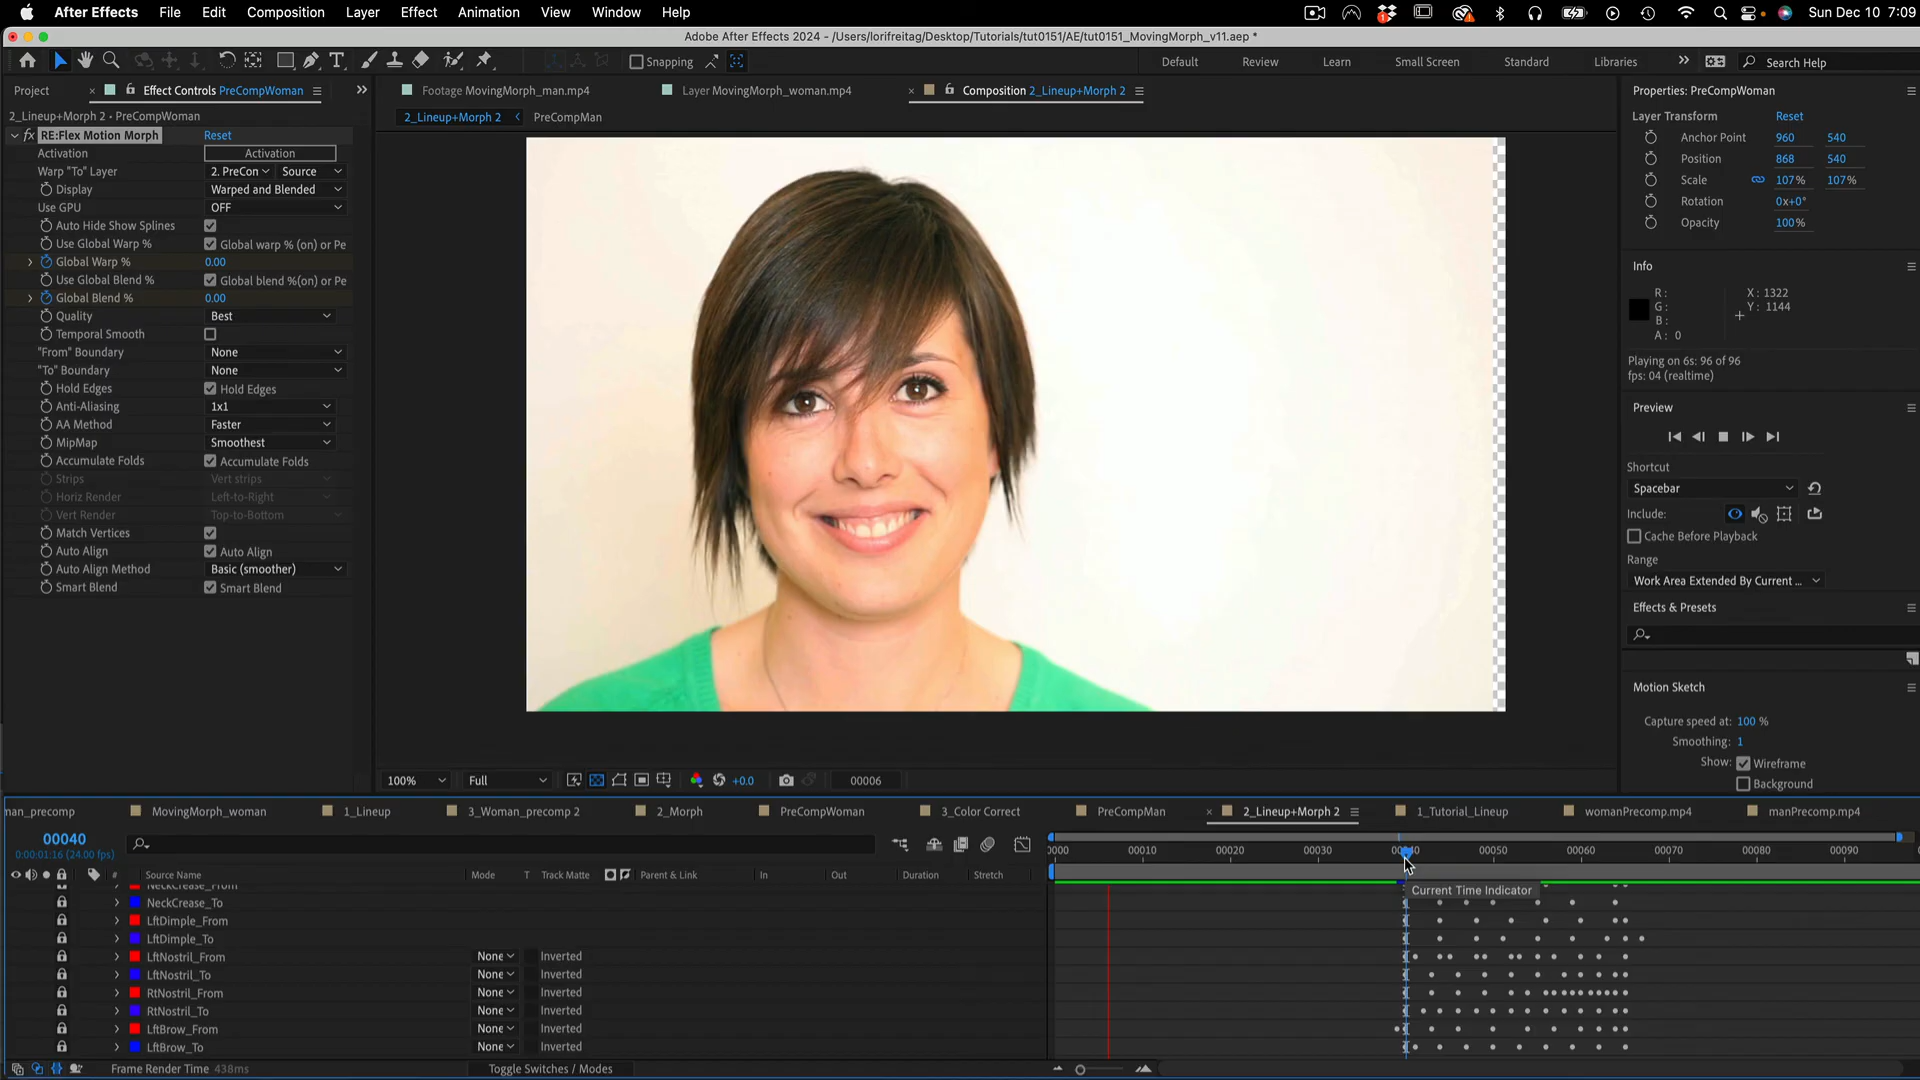 After Effects File Edit Composition Layer Effect Animation View Window Help Sun Dec 10 7:09
Adobe After Effects 2024 - /Users/lorifreitag/Desktop/Tutorials/tut0151/AE/tut0151_MovingMorph_v11.aep *
Snapping Default Review Learn Small Screen Standard Libraries Search Help
Project Effect Controls PreCompWoman Footage MovingMorph_man.mp4 Layer MovingMorph_woman.mp4 Composition 2_Lineup+Morph 2 Properties: PreCompWoman
2_Lineup+Morph 2 • PreCompWoman 2_Lineup+Morph 2 PreCompMan
fx RE:Flex Motion Morph Reset
Activation Activation
Warp "To" Layer 2. PreCon Source
Display Warped and Blended
Use GPU OFF
Auto Hide Show Splines
Use Global Warp % Global warp % (on) or Pe
Global Warp % 0.00
Use Global Blend % Global blend %(on) or Pe
Global Blend % 0.00
Quality Best
Temporal Smooth
"From" Boundary None
"To" Boundary None
Hold Edges Hold Edges
Anti-Aliasing 1x1
AA Method Faster
MipMap Smoothest
Accumulate Folds Accumulate Folds
Strips Vert strips
Horiz Render Left-to-Right
Vert Render Top-to-Bottom
Match Vertices
Auto Align Auto Align
Auto Align Method Basic (smoother)
Smart Blend Smart Blend
Layer Transform Reset
Anchor Point 960 540
Position 868 540
Scale 107% 107%
Rotation 0x+0°
Opacity 100%
Info
R: X: 1322
G: Y: 1144
B:
A: 0
Playing on 6s: 96 of 96
fps: 04 (realtime)
Preview
Shortcut
Spacebar
Include:
Cache Before Playback
Range
Work Area Extended By Current ...
Effects & Presets
Motion Sketch
Capture speed at: 100 %
Smoothing: 1
Show: Wireframe
Background
100% Full +0.0 00006
man_precomp MovingMorph_woman 1_Lineup 3_Woman_precomp 2 2_Morph PreCompWoman 3_Color Correct PreCompMan 2_Lineup+Morph 2 1_Tutorial_Lineup womanPrecomp.mp4 manPrecomp.mp4
00040
0:00:01:16 (24.00 fps)
0000 00010 00020 00030 00040 00050 00060 00070 00080 00090
# Source Name Mode T Track Matte Parent & Link In Out Duration Stretch
Current Time Indicator
NeckCrease_From
NeckCrease_To
LftDimple_From
LftDimple_To
LftNostril_From None Inverted
LftNostril_To None Inverted
RtNostril_From None Inverted
RtNostril_To None Inverted
LftBrow_From None Inverted
LftBrow_To None Inverted
Frame Render Time 438ms Toggle Switches / Modes